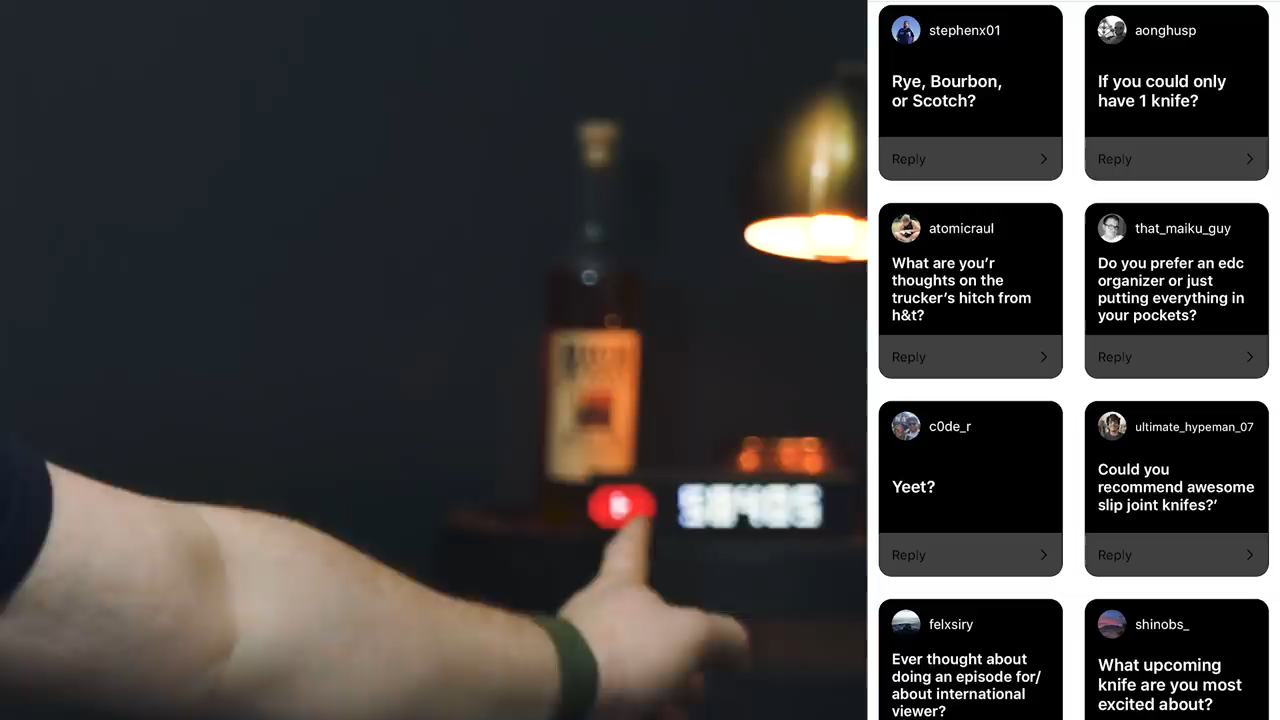 stephenx01
Rye, Bourbon,
or Scotch?
Reply
aonghusp
If you could only
have 1 knife?
Reply
atomicraul
What are you’r
thoughts on the
trucker’s hitch from
h&t?
Reply
that_maiku_guy
Do you prefer an edc
organizer or just
putting everything in
your pockets?
Reply
c0de_r
Yeet?
Reply
ultimate_hypeman_07
Could you
recommend awesome
slip joint knifes?’
Reply
felxsiry
Ever thought about
doing an episode for/
about international
viewer?
shinobs_
What upcoming
knife are you most
excited about?